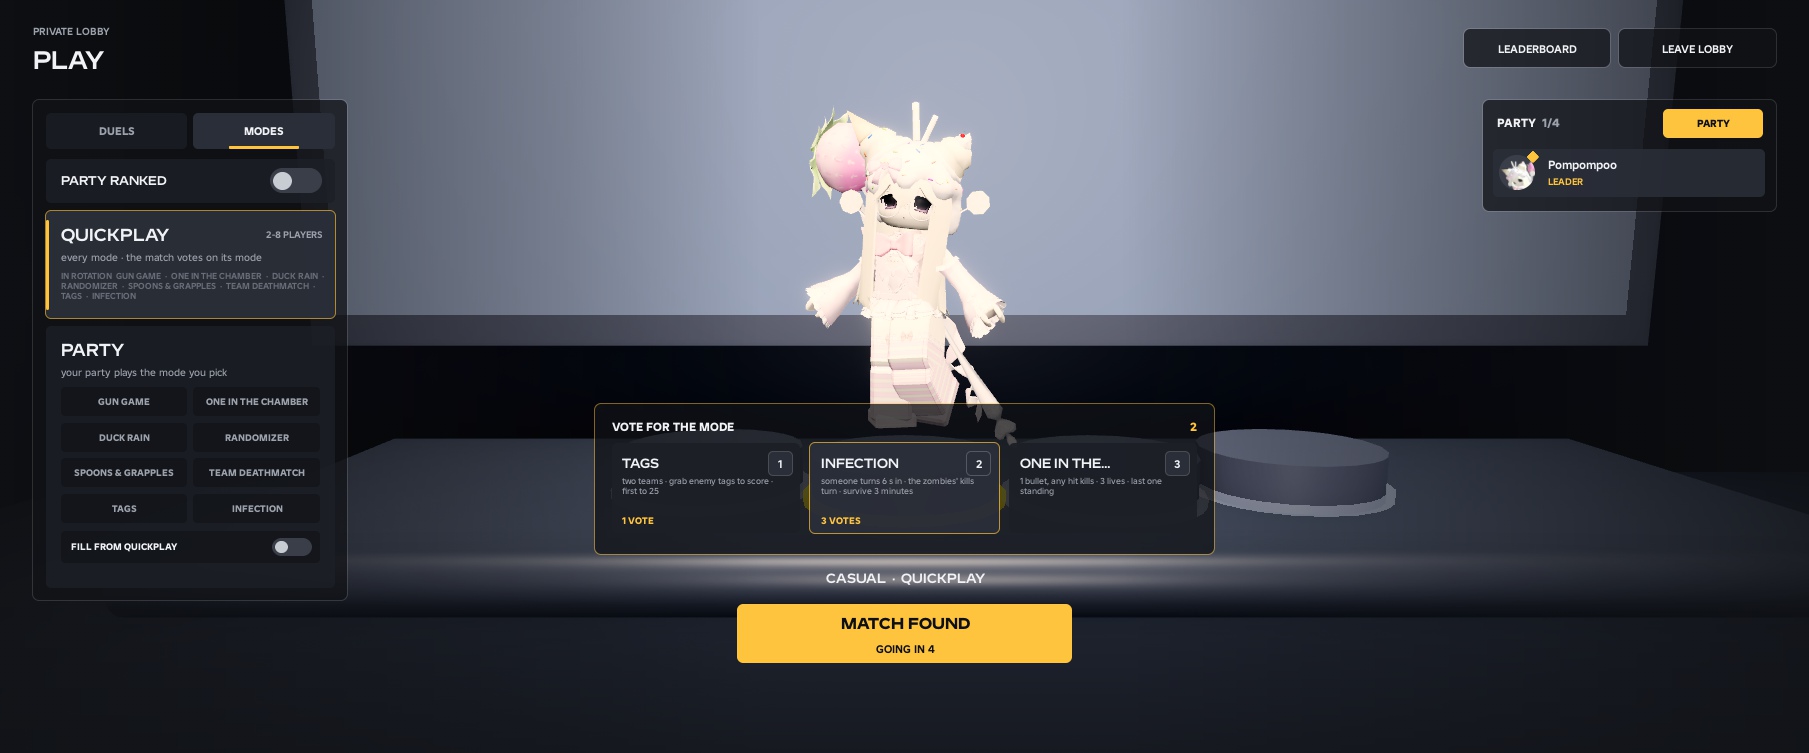 PRIVATE LOBBY
PLAY
LEADERBOARD
LEAVE LOBBY
DUELS
MODES
PARTY RANKED
QUICKPLAY
2-8 PLAYERS
every mode · the match votes on its mode
IN ROTATION GUN GAME · ONE IN THE CHAMBER · DUCK RAIN ·
RANDOMIZER · SPOONS & GRAPPLES · TEAM DEATHMATCH ·
TAGS · INFECTION
PARTY
your party plays the mode you pick
GUN GAME
ONE IN THE CHAMBER
DUCK RAIN
RANDOMIZER
SPOONS & GRAPPLES
TEAM DEATHMATCH
TAGS
INFECTION
FILL FROM QUICKPLAY
PARTY 1/4
PARTY
Pompompoo
LEADER
VOTE FOR THE MODE
2
TAGS
1
two teams · grab enemy tags to score ·
first to 25
1 VOTE
INFECTION
2
someone turns 6 s in · the zombies' kills
turn · survive 3 minutes
3 VOTES
ONE IN THE...
3
1 bullet, any hit kills · 3 lives · last one
standing
CASUAL · QUICKPLAY
MATCH FOUND
GOING IN 4